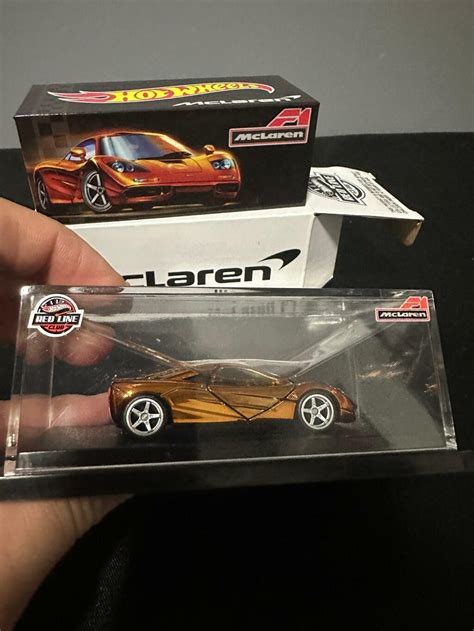 HOT WHEELS
McLaren
F1
McLaren
cLaren
RED LINE
CLUB
F1
McLaren